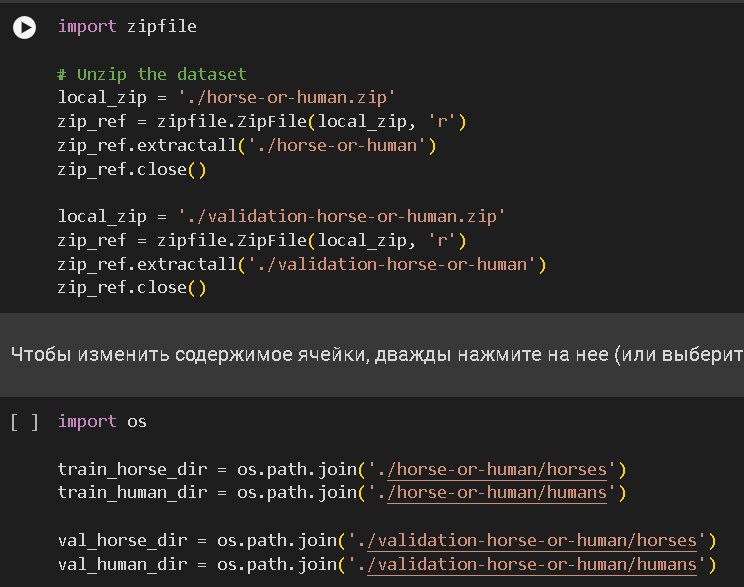 import zipfile
# Unzip the dataset
local_zip = './horse-or-human.zip'
zip_ref = zipfile.ZipFile(local_zip, 'r')
zip_ref.extractall('./horse-or-human')
zip_ref.close()
local_zip = './validation-horse-or-human.zip'
zip_ref = zipfile.ZipFile(local_zip, 'r')
zip_ref.extractall('./validation-horse-or-human')
zip_ref.close()
Чтобы изменить содержимое ячейки, дважды нажмите на нее (или выберит
[ ] import os
train_horse_dir = os.path.join('./horse-or-human/horses')
train_human_dir = os.path.join('./horse-or-human/humans')
val_horse_dir = os.path.join('./validation-horse-or-human/horses')
val_human_dir = os.path.join('./validation-horse-or-human/humans')